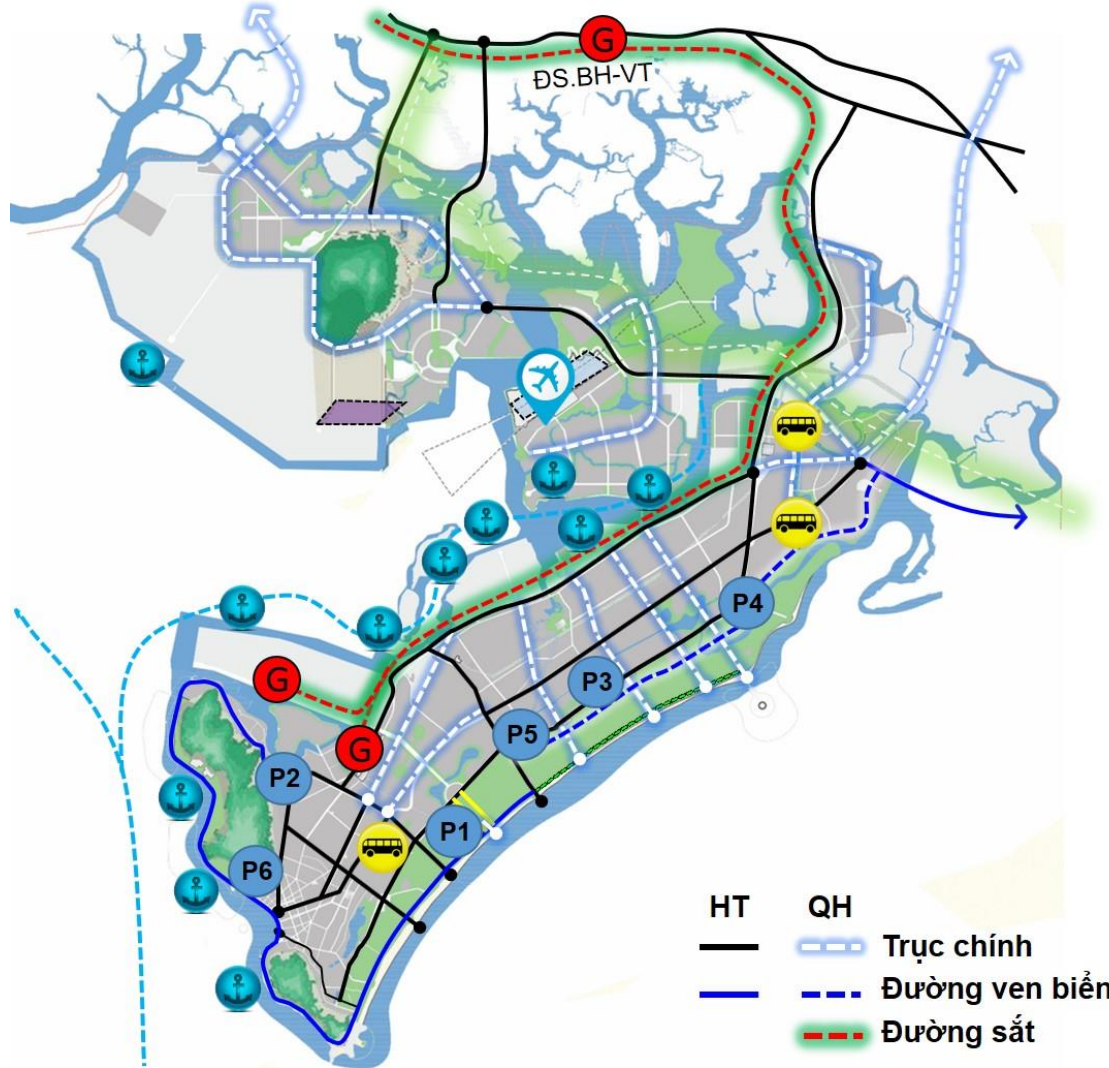 G
ĐS.BH-VT
P4
G
P3
P5
G
P2
P1
P6
HT QH
Trục chính
Đường ven biển
Đường sắt